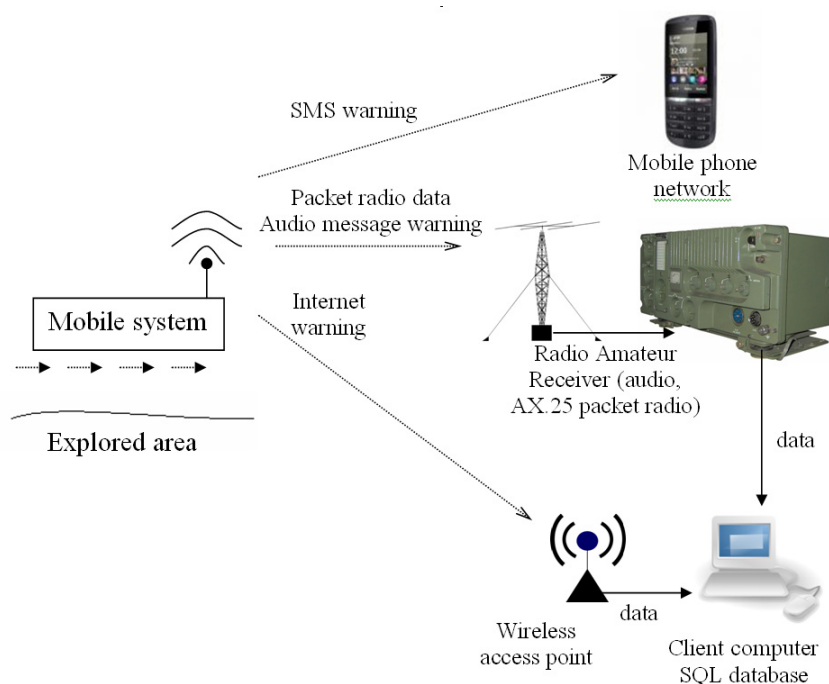 SMS warning
Mobile phone
network
Packet radio data
Audio message warning
Internet
warning
Mobile system
Radio Amateur
Receiver (audio,
AX.25 packet radio)
Explored area
data
data
Wireless
access point
Client computer
SQL database